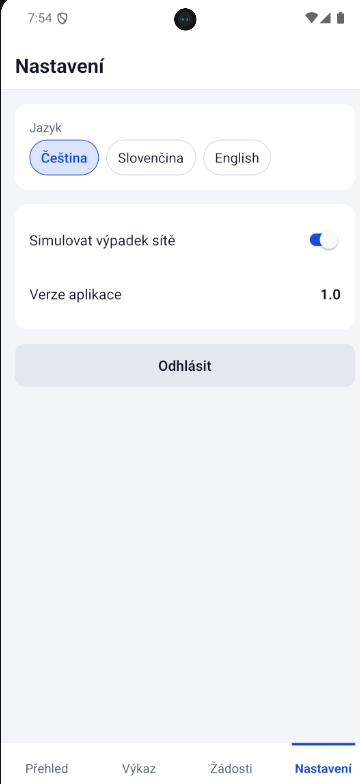 7:54
Nastavení
Jazyk
Čeština Slovenčina English
Simulovat výpadek sítě
Verze aplikace 1.0
Odhlásit
Přehled Výkaz Žádosti Nastavení